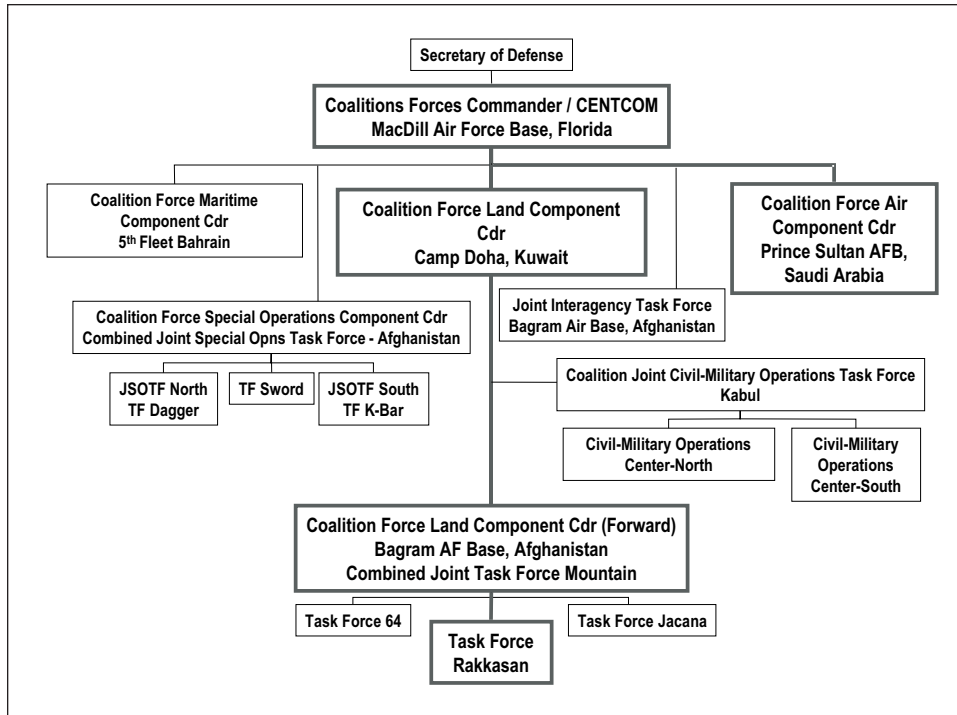 Secretary of Defense
Coalitions Forces Commander / CENTCOM
MacDill Air Force Base, Florida
Coalition Force Maritime
Component Cdr
5th Fleet Bahrain
Coalition Force Land Component
Cdr
Camp Doha, Kuwait
Coalition Force Air
Component Cdr
Prince Sultan AFB,
Saudi Arabia
Coalition Force Special Operations Component Cdr
Combined Joint Special Opns Task Force - Afghanistan
Joint Interagency Task Force
Bagram Air Base, Afghanistan
JSOTF North
TF Dagger
TF Sword
JSOTF South
TF K-Bar
Coalition Joint Civil-Military Operations Task Force
Kabul
Civil-Military Operations
Center-North
Civil-Military
Operations
Center-South
Coalition Force Land Component Cdr (Forward)
Bagram AF Base, Afghanistan
Combined Joint Task Force Mountain
Task Force 64
Task Force
Rakkasan
Task Force Jacana